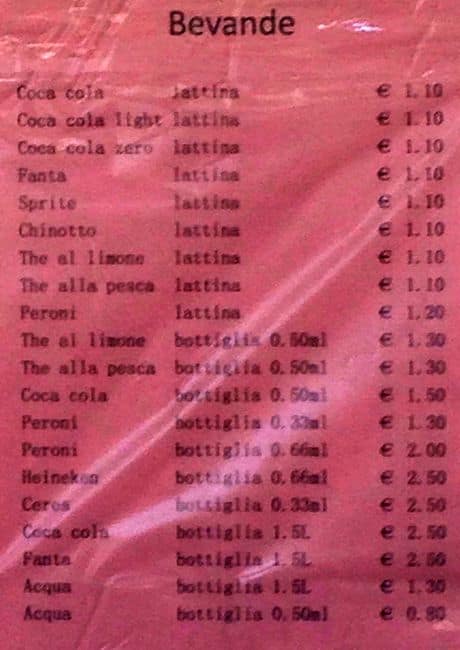 Bevande
Coca cola lattina € 1.10
Coca cola light lattina € 1.10
Coca cola zero lattina € 1.10
Fanta lattina € 1.10
Sprite lattina € 1.10
Chinotto lattina € 1.10
The al limone lattina € 1.10
The alla pesca lattina € 1.10
Peroni lattina € 1.20
The al limone bottiglia 0.50ml € 1.30
The alla pesca bottiglia 0.50ml € 1.30
Coca cola bottiglia 0.50ml € 1.50
Peroni bottiglia 0.33ml € 1.30
Peroni bottiglia 0.66ml € 2.00
Heineken bottiglia 0.66ml € 2.50
Ceres bottiglia 0.33ml € 2.50
Coca cola bottiglia 1.5L € 2.50
Fanta bottiglia 1.5L € 2.50
Acqua bottiglia 1.5L € 1.30
Acqua bottiglia 0.50ml € 0.80